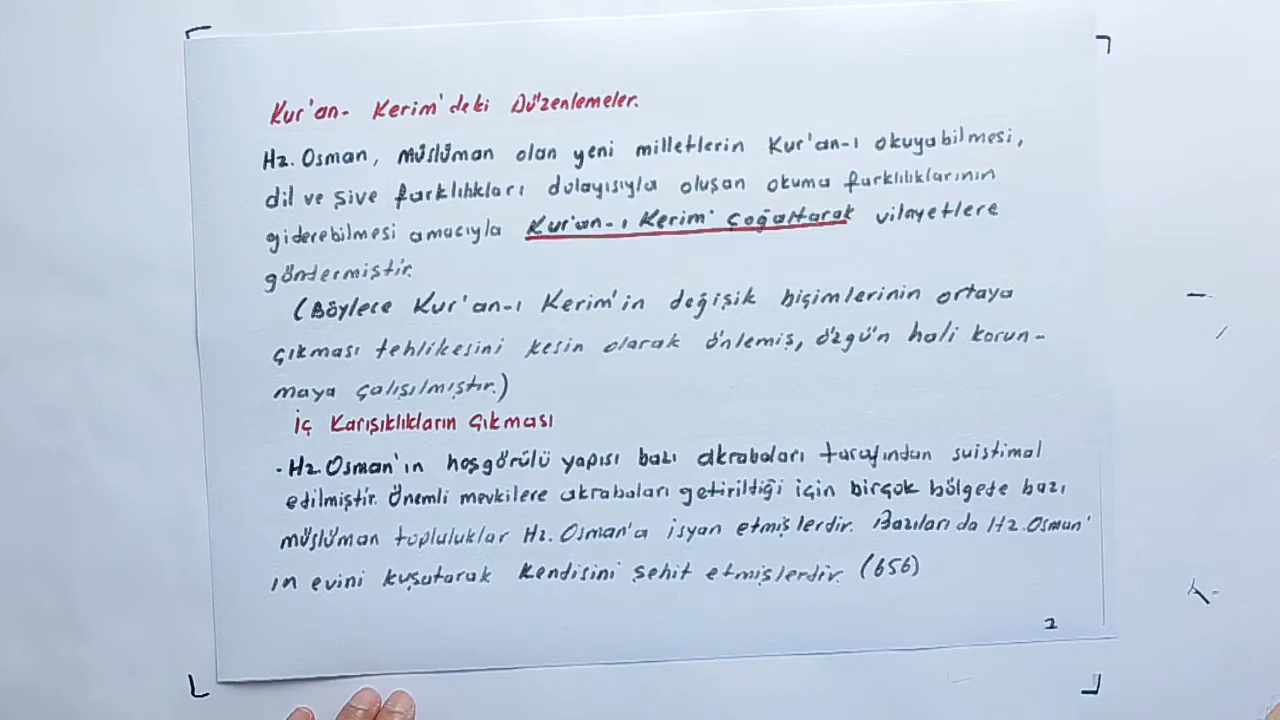 Kur'an- Kerim'deki Düzenlemeler.
Hz. Osman, müslüman olan yeni milletlerin Kur'an-ı okuyabilmesi,
dil ve şive farklılıkları dolayısıyla oluşan okuma farklılıklarının
giderebilmesi amacıyla Kur'an-ı Kerim çoğaltarak vilayetlere
göndermiştir.
(Böylece Kur'an-ı Kerim'in değişik biçimlerinin ortaya
çıkması tehlikesini kesin olarak önlemiş, özgün hali korun-
maya çalışılmıştır.)
İç Karışıklıkların Çıkması
- Hz. Osman'ın hoşgörülü yapısı bazı akrabaları tarafından suistimal
edilmiştir. Önemli mevkilere akrabaları getirildiği için birçok bölgede bazı
müslüman topluluklar Hz. Osman'a isyan etmişlerdir. Bazıları da Hz. Osman'
ın evini kuşatarak kendisini şehit etmişlerdir. (656)
2